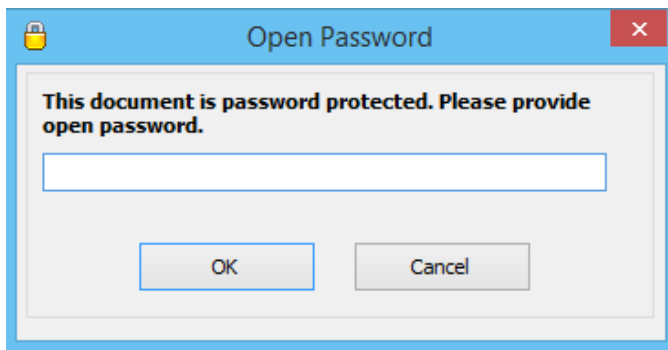 Open Password
This document is password protected. Please provide
open password.
OK
Cancel